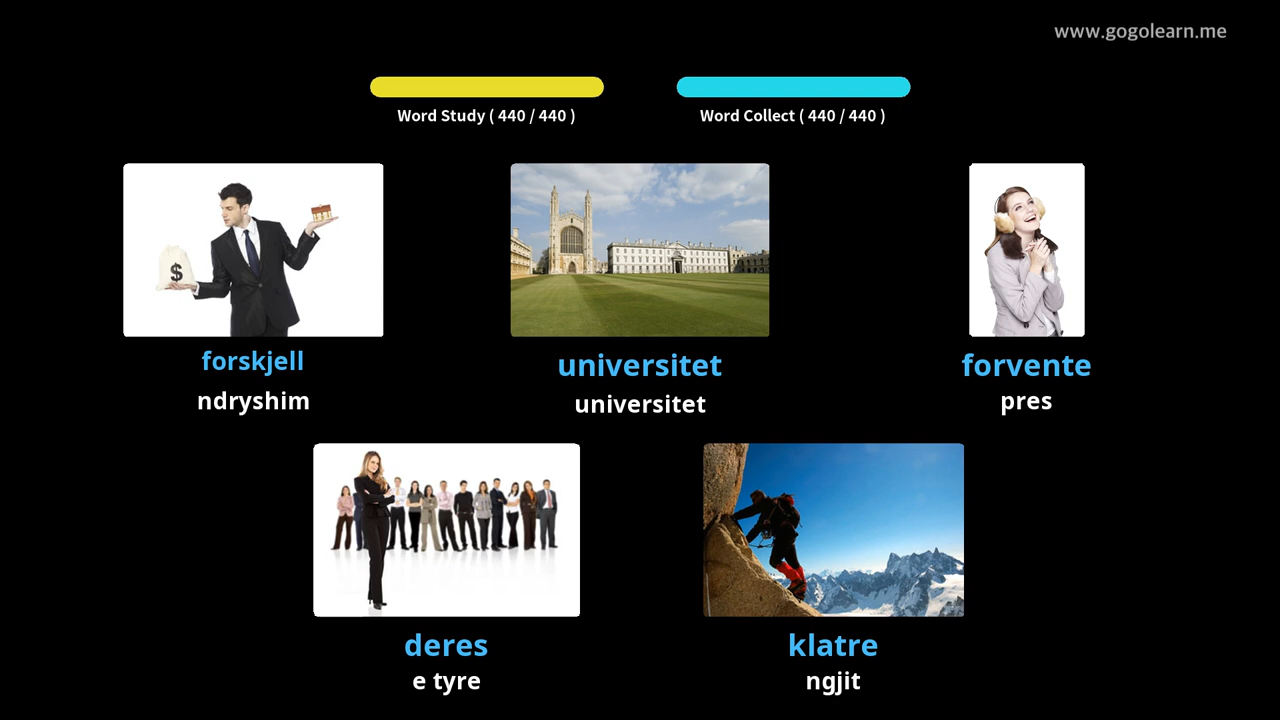 www.gogolearn.me
Word Study ( 440 / 440 )
Word Collect ( 440 / 440 )
forskjell
ndryshim
universitet
universitet
forvente
pres
deres
e tyre
klatre
ngjit